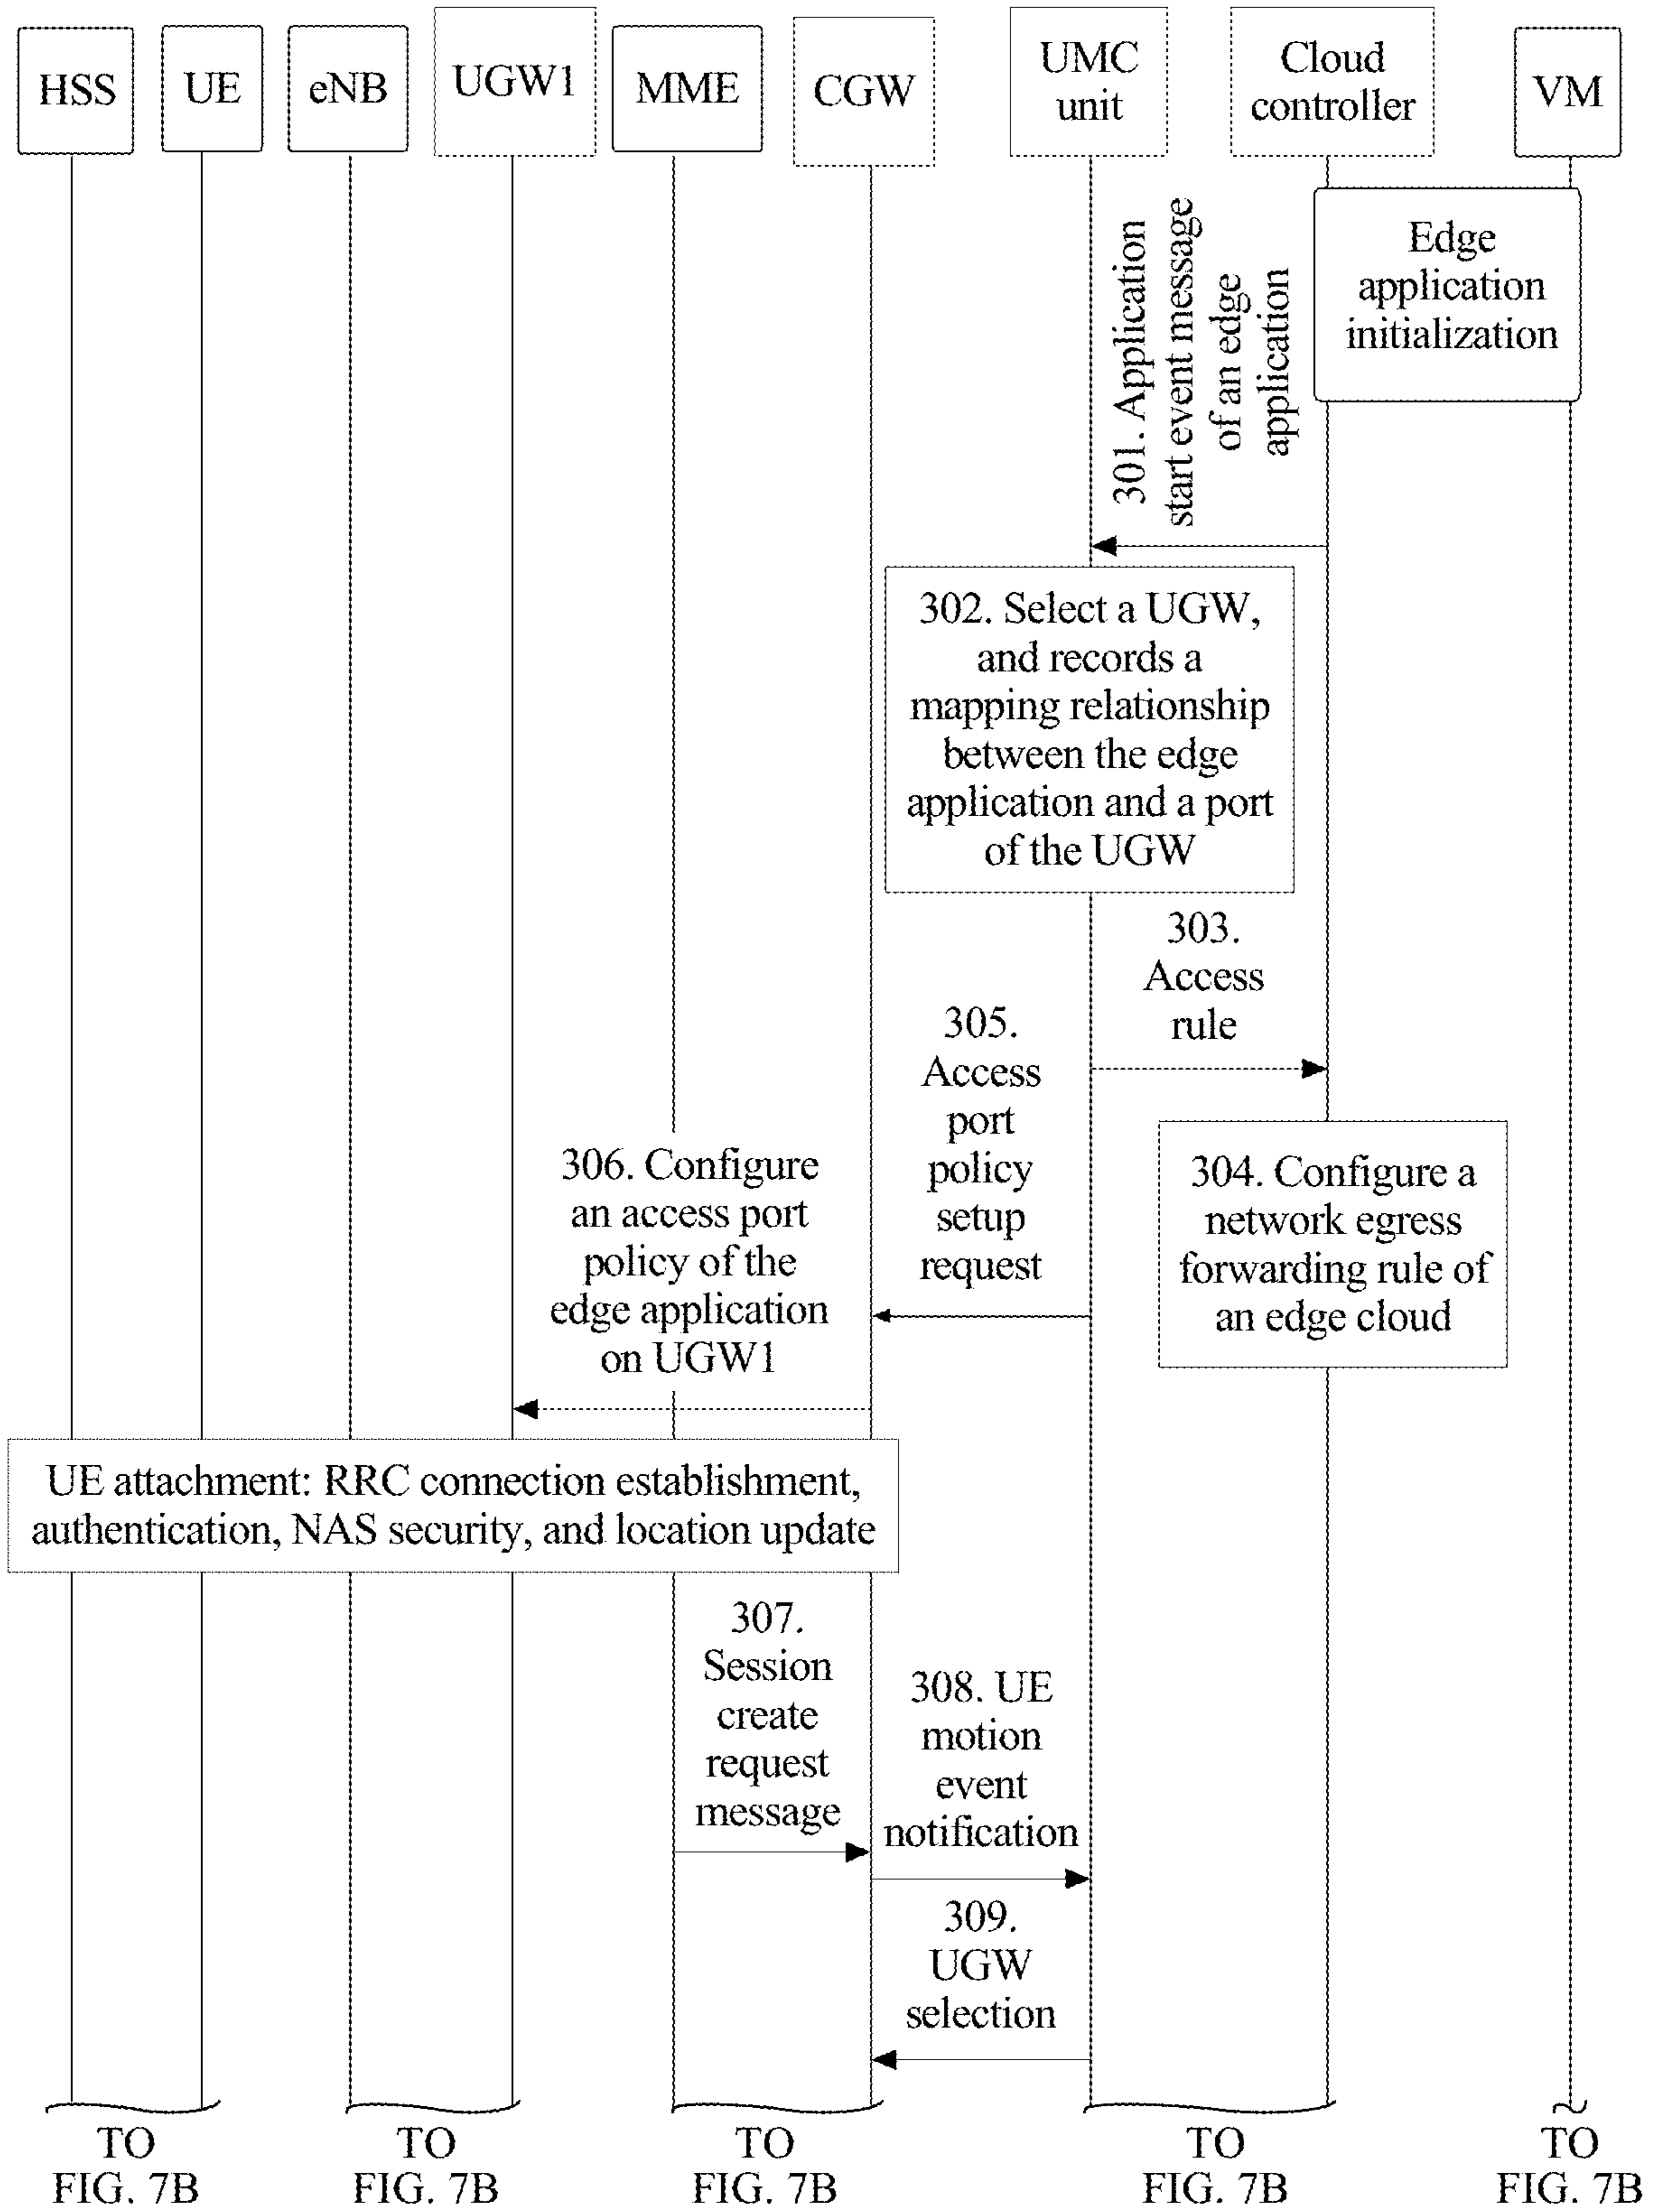 HSS
UE
eNB
UGW1
MME
CGW
UMC
unit
Cloud
controller
VM
Edge
application
initialization
301. Application
start event message
of an edge
application
302. Select a UGW,
and records a
mapping relationship
between the edge
application and a port
of the UGW
303.
Access
rule
304. Configure a
network egress
forwarding rule of
an edge cloud
305.
Access
port
policy
setup
request
306. Configure
an access port
policy of the
edge application
on UGW1
UE attachment: RRC connection establishment,
authentication, NAS security, and location update
307.
Session
create
request
message
308. UE
motion
event
notification
309.
UGW
selection
TO
FIG. 7B
TO
FIG. 7B
TO
FIG. 7B
TO
FIG. 7B
TO
FIG. 7B